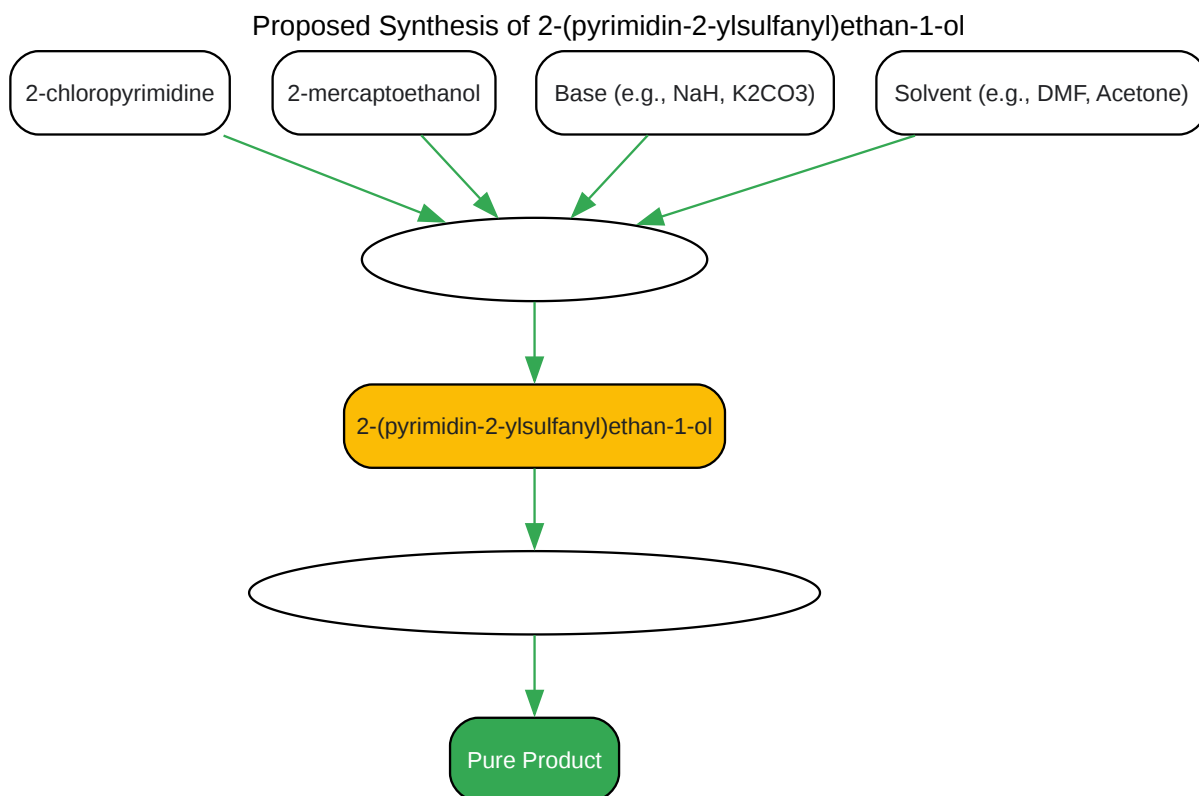 Proposed Synthesis of 2-(pyrimidin-2-ylsulfanyl)ethan-1-ol
2-chloropyrimidine
2-mercaptoethanol
Base (e.g., NaH, K2CO3)
Solvent (e.g., DMF, Acetone)
2-(pyrimidin-2-ylsulfanyl)ethan-1-ol
Pure Product